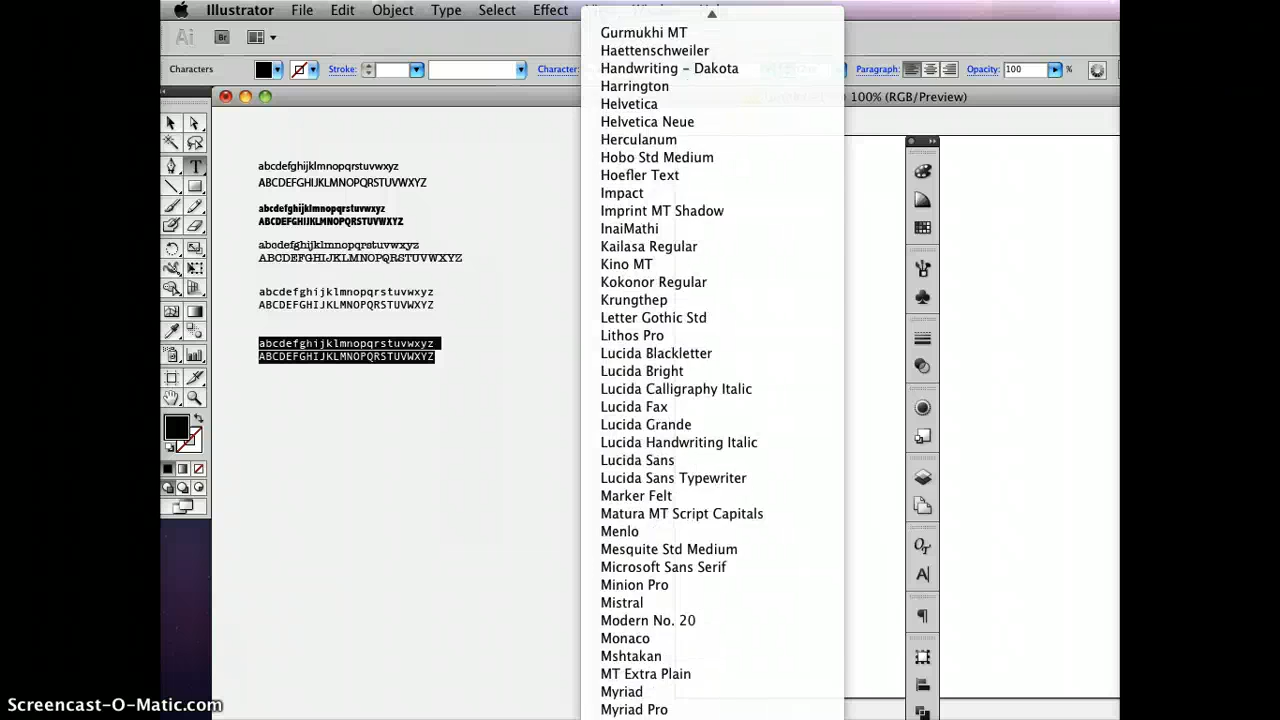 Illustrator File Edit Object Type Select Effect
Ai Br
Characters Stroke: Character: Paragraph: Opacity: 100 %
100% (RGB/Preview)
abcdefghijklmnopqrstuvwxyz
ABCDEFGHIJKLMNOPQRSTUVWXYZ
abcdefghijklmnopqrstuvwxyz
ABCDEFGHIJKLMNOPQRSTUVWXYZ
abcdefghijklmnopqrstuvwxyz
ABCDEFGHIJKLMNOPQRSTUVWXYZ
abcdefghijklmnopqrstuvwxyz
ABCDEFGHIJKLMNOPQRSTUVWXYZ
abcdefghijklmnopqrstuvwxyz
ABCDEFGHIJKLMNOPQRSTUVWXYZ
Gurmukhi MT
Haettenschweiler
Handwriting – Dakota
Harrington
Helvetica
Helvetica Neue
Herculanum
Hobo Std Medium
Hoefler Text
Impact
Imprint MT Shadow
InaiMathi
Kailasa Regular
Kino MT
Kokonor Regular
Krungthep
Letter Gothic Std
Lithos Pro
Lucida Blackletter
Lucida Bright
Lucida Calligraphy Italic
Lucida Fax
Lucida Grande
Lucida Handwriting Italic
Lucida Sans
Lucida Sans Typewriter
Marker Felt
Matura MT Script Capitals
Menlo
Mesquite Std Medium
Microsoft Sans Serif
Minion Pro
Mistral
Modern No. 20
Monaco
Mshtakan
MT Extra Plain
Myriad
Myriad Pro
Screencast-O-Matic.com